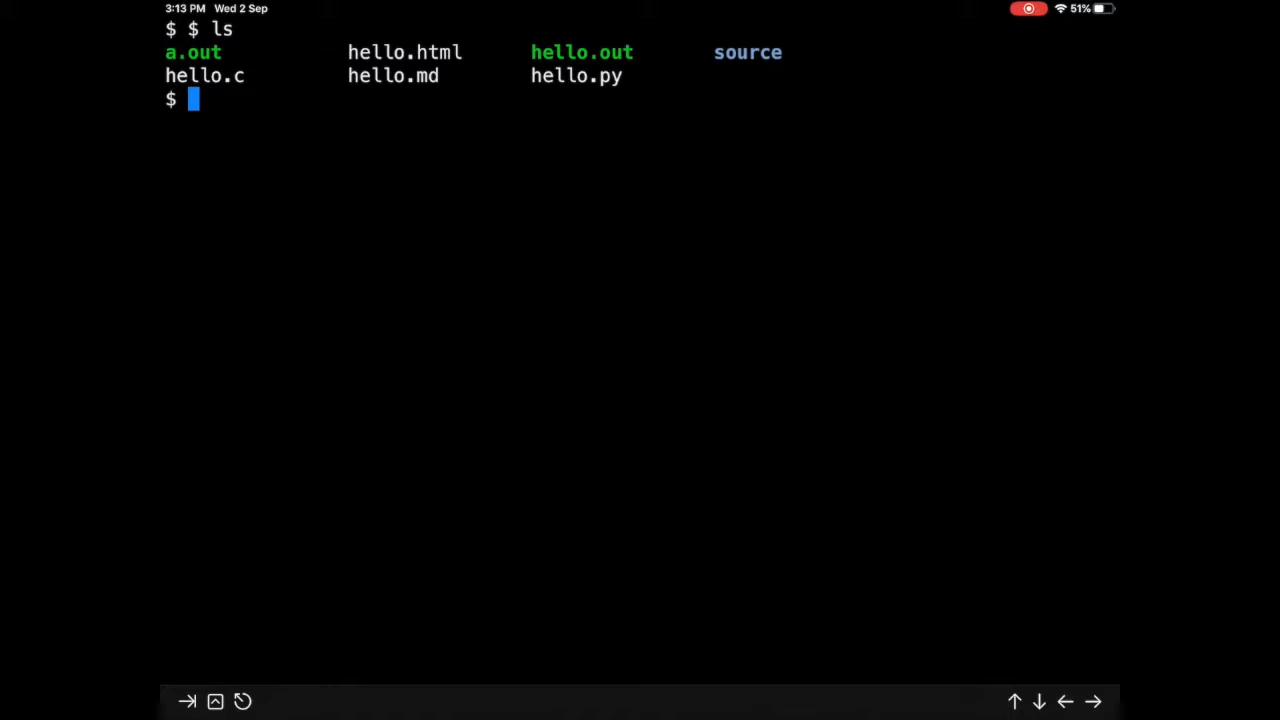 3:13 PM Wed 2 Sep 51%
$ $ ls
a.out hello.html hello.out source
hello.c hello.md hello.py
$